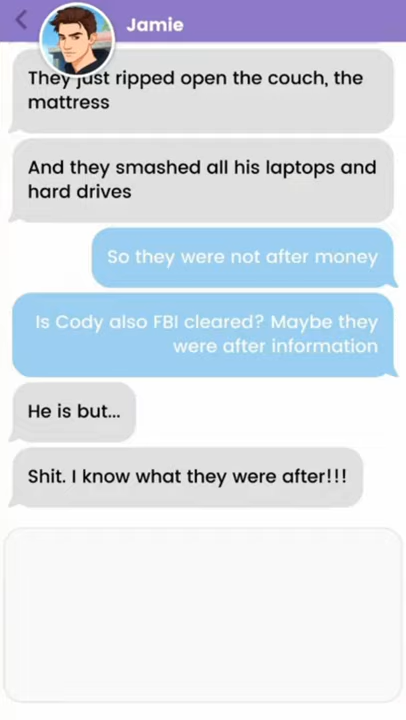 Jamie
They just ripped open the couch, the
mattress
And they smashed all his laptops and
hard drives
So they were not after money
Is Cody also FBI cleared? Maybe they
were after information
He is but...
Shit. I know what they were after!!!